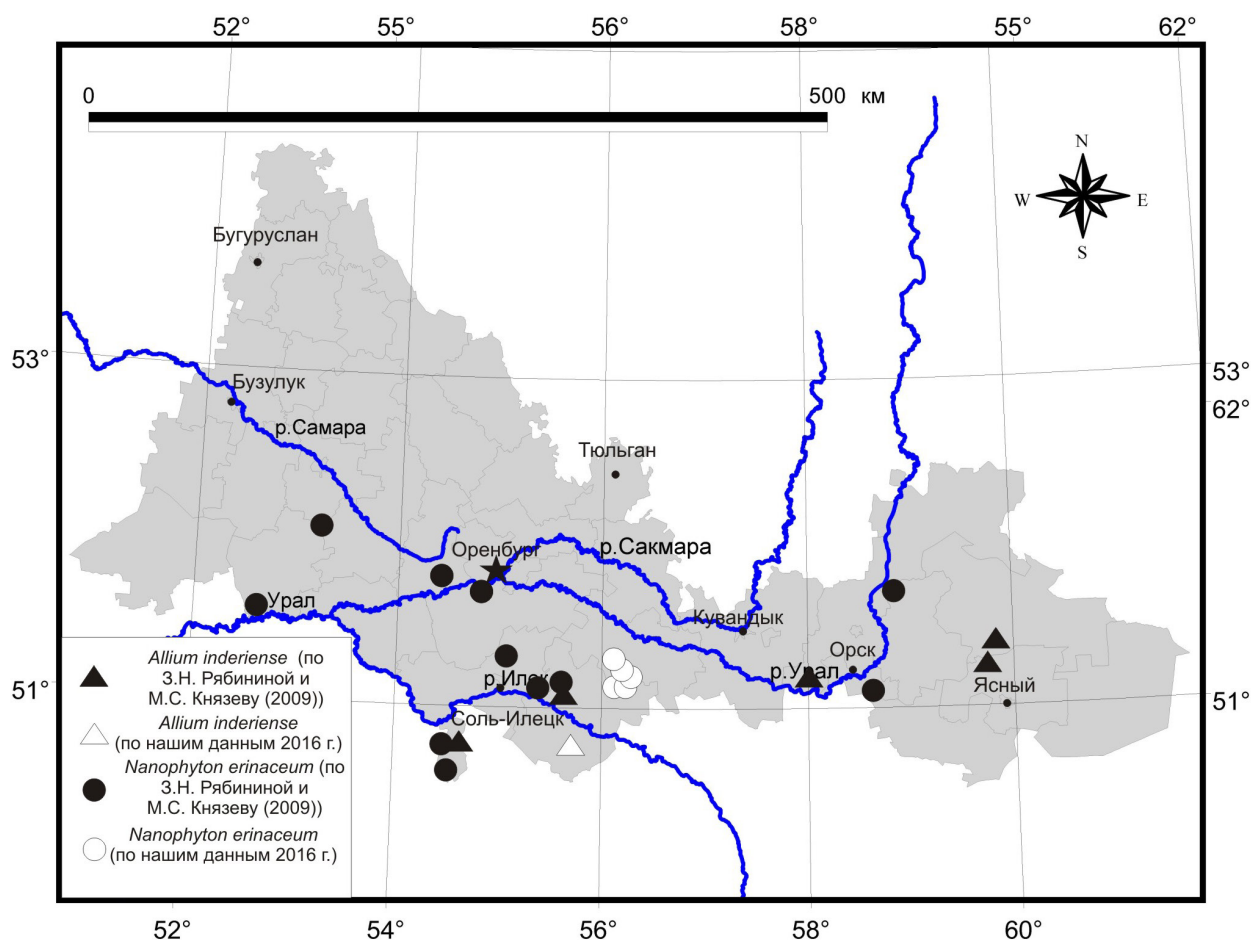 52° 55° 56° 58° 55° 62°
0 500 км
N
W E
S
Бугуруслан
53° 53°
Бузулук 62°
р.Самара
Тюльган
Оренбург р.Сакмара
Урал Кувандык
Орск
р.Илек р.Урал Ясный
51° 51°
Соль-Илецк
Allium inderiense (по
З.Н. Рябининой и
М.С. Князеву (2009))
Allium inderiense
(по нашим данным 2016 г.)
Nanophyton erinaceum (по
З.Н. Рябининой и
М.С. Князеву (2009))
Nanophyton erinaceum
(по нашим данным 2016 г.)
52° 54° 56° 58° 60°